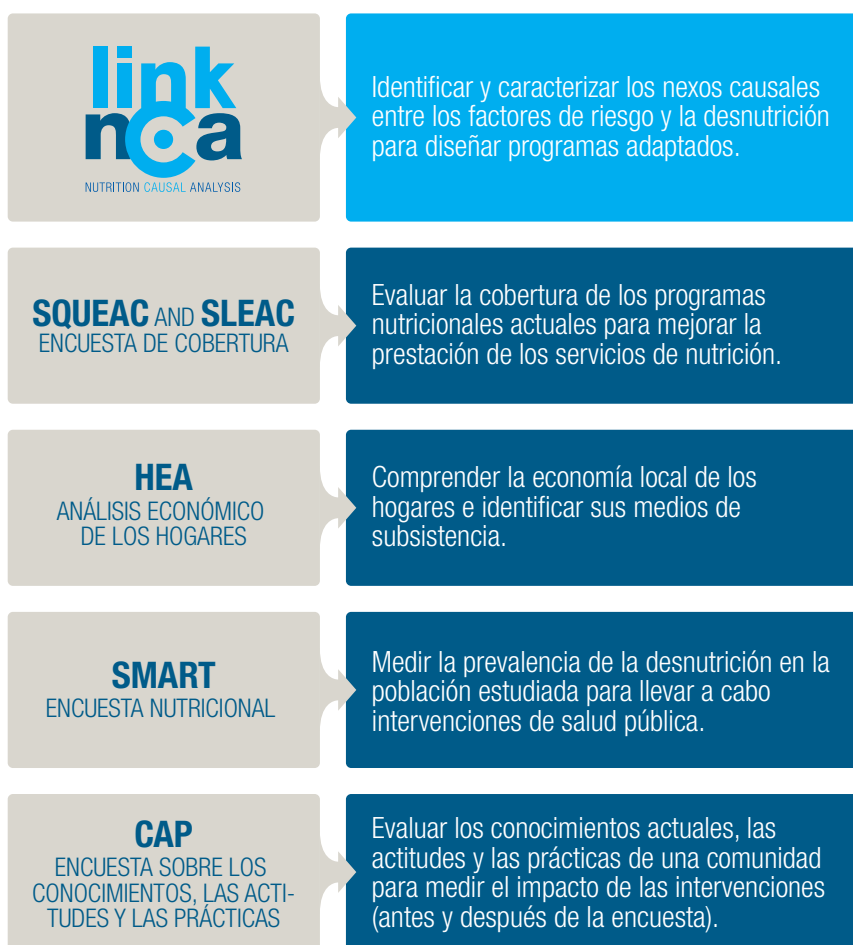 link
nca
NUTRITION CAUSAL ANALYSIS
Identificar y caracterizar los nexos causales
entre los factores de riesgo y la desnutrición
para diseñar programas adaptados.
SQUEAC AND SLEAC
ENCUESTA DE COBERTURA
Evaluar la cobertura de los programas
nutricionales actuales para mejorar la
prestación de los servicios de nutrición.
HEA
ANÁLISIS ECONÓMICO
DE LOS HOGARES
Comprender la economía local de los
hogares e identificar sus medios de
subsistencia.
SMART
ENCUESTA NUTRICIONAL
Medir la prevalencia de la desnutrición en la
población estudiada para llevar a cabo
intervenciones de salud pública.
CAP
ENCUESTA SOBRE LOS
CONOCIMIENTOS, LAS ACTI-
TUDES Y LAS PRÁCTICAS
Evaluar los conocimientos actuales, las
actitudes y las prácticas de una comunidad
para medir el impacto de las intervenciones
(antes y después de la encuesta).